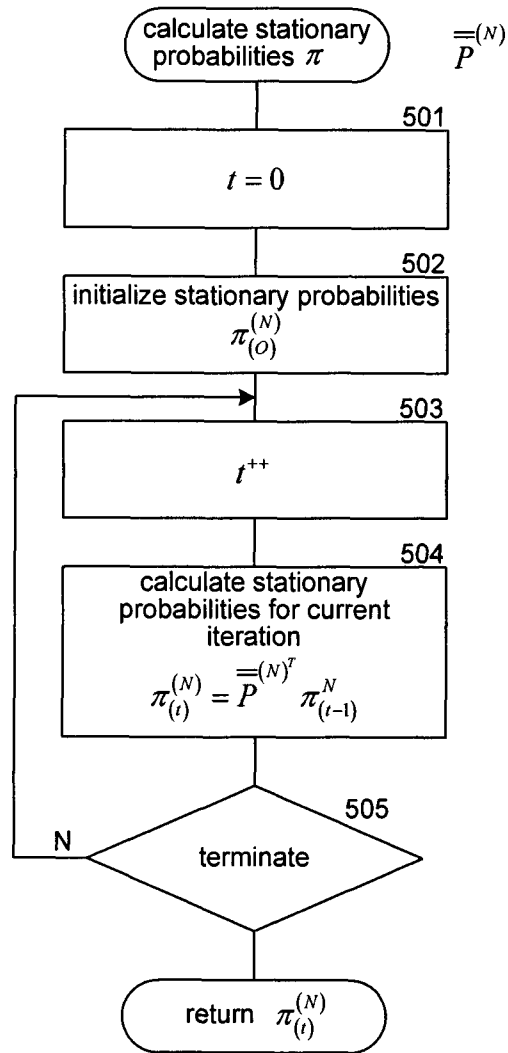 calculate stationary
probabilities π
P̿^(N)
501
t = 0
502
initialize stationary probabilities
π_(O)^(N)
503
t^++
504
calculate stationary
probabilities for current
iteration
π_(t)^(N) = P̿^(N)^T π_(t−1)^N
505
N
terminate
return π_(t)^(N)